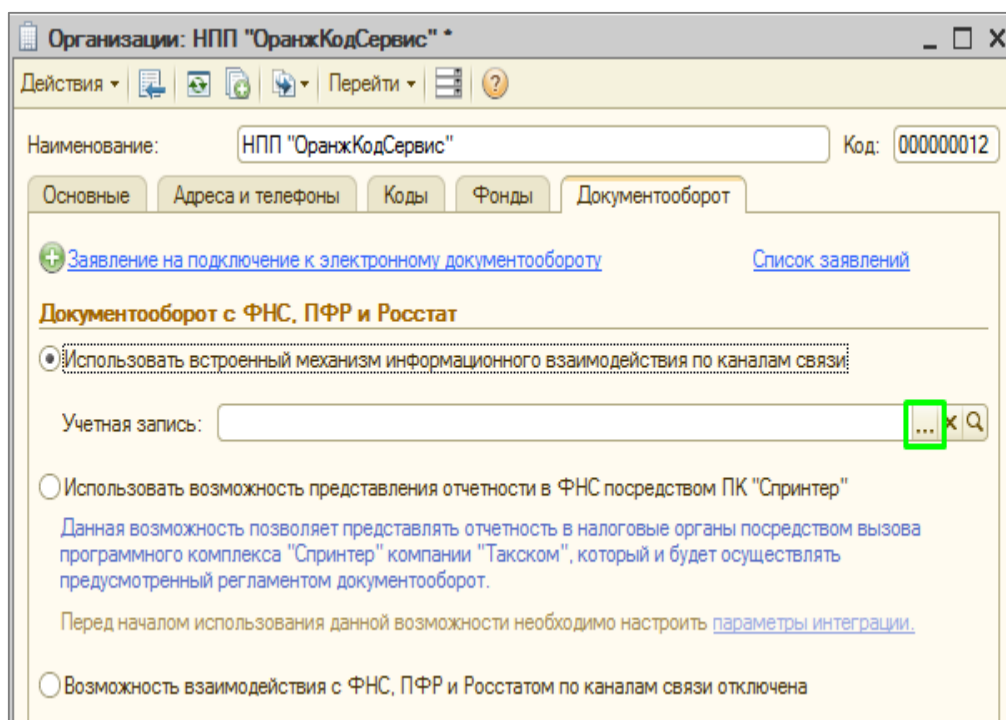 Организации: НПП "ОранжКодСервис" *
Действия Перейти
Наименование: НПП "ОранжКодСервис" Код: 000000012
Основные Адреса и телефоны Коды Фонды Документооборот
Заявление на подключение к электронному документообороту Список заявлений
Документооборот с ФНС, ПФР и Росстат
Использовать встроенный механизм информационного взаимодействия по каналам связи
Учетная запись: ...
Использовать возможность представления отчетности в ФНС посредством ПК "Спринтер"
Данная возможность позволяет представлять отчетность в налоговые органы посредством вызова
программного комплекса "Спринтер" компании "Такском", который и будет осуществлять
предусмотренный регламентом документооборот.
Перед началом использования данной возможности необходимо настроить параметры интеграции.
Возможность взаимодействия с ФНС, ПФР и Росстатом по каналам связи отключена